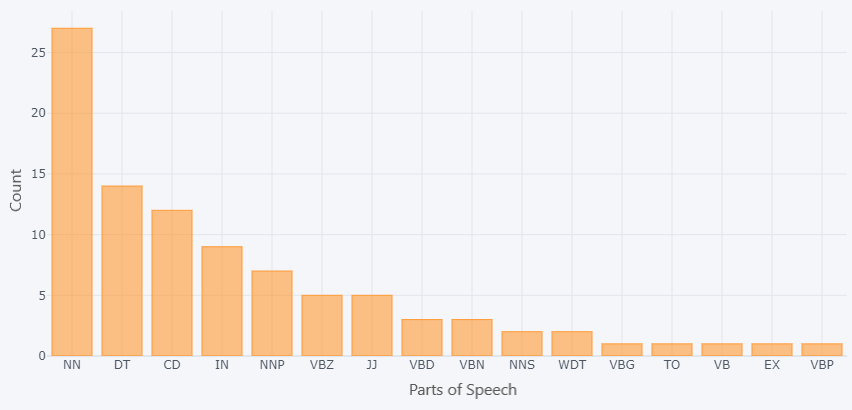 25
20
15
10
5
0
Count
NN DT CD IN NNP VBZ JJ VBD VBN NNS WDT VBG TO VB EX VBP
Parts of Speech